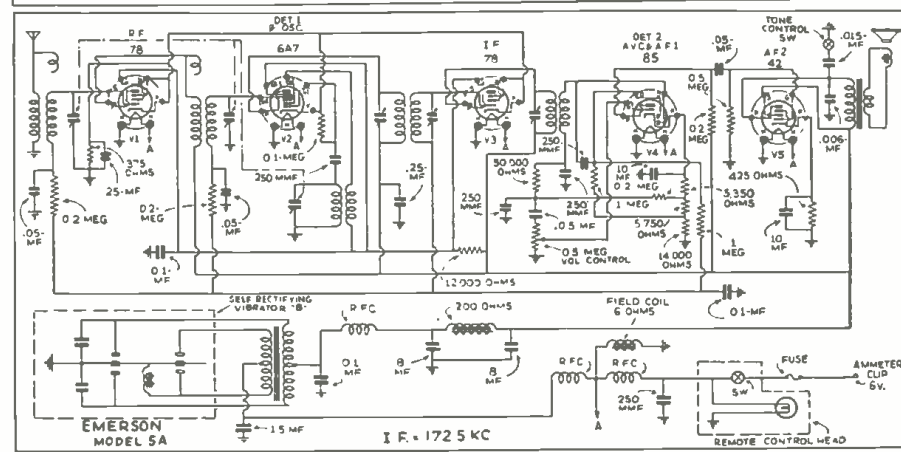 DET 1
& OSC
R F
78
6A7
I F
78
DET 2
AVC & AF 1
85
.05-
MF
TONE
CONTROL
SW
.015-
MF
AF 2
42
0 5
MEG
0 2
MEG
.006-
MF
V1
A
V2
A
V3
A
V4
A
V5
A
375
OHMS
25-MF
0 1-MEG
250 MMF
.25-
MF
250
MMF
50 000
OHMS
250
MMF
10
MF
0 2
MEG
1 MEG
250
MMF
0 5 MF
5 750
OHMS
5,350
OHMS
425 OHMS
.05-
MF
0 2 MEG
0 2-
MEG
.05-
MF
0 1-
MF
12 000 OHMS
0 5 MEG
VOL CONTROL
14 000
OHMS
1
MEG
10
MF
0 1-MF
SELF RECTIFYING
VIBRATOR "B"
R FC
200 OHMS
FIELD COIL
6 OHMS
0 1
MF
8
MF
8
MF
R FC
R FC
250
MMF
A
FUSE
SW
AMMETER
CLIP
6V.
EMERSON
MODEL 5A
1 5 MF
I F. = 172 5 KC
REMOTE CONTROL HEAD